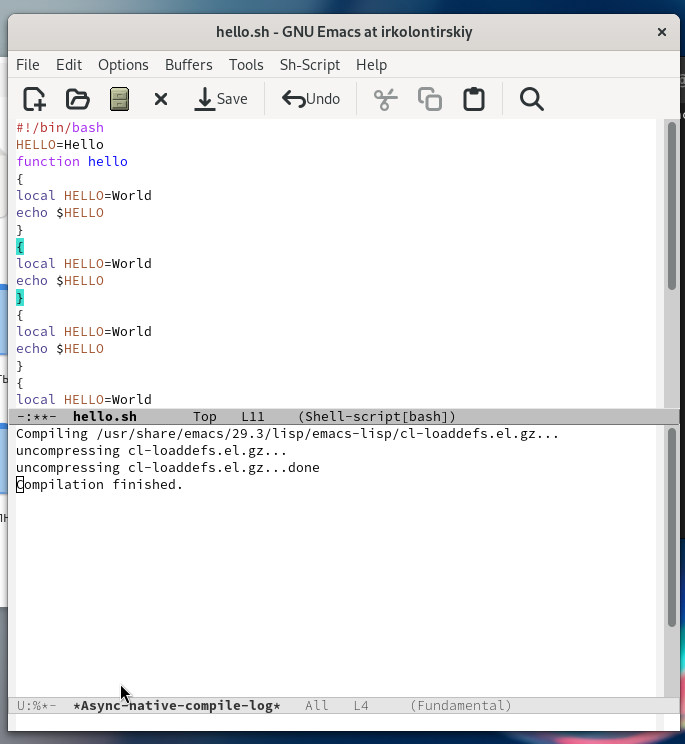 hello.sh - GNU Emacs at irkolontirskiy
File Edit Options Buffers Tools Sh-Script Help
Save Undo
#!/bin/bash
HELLO=Hello
function hello
{
local HELLO=World
echo $HELLO
}
{
local HELLO=World
echo $HELLO
}
{
local HELLO=World
echo $HELLO
}
{
local HELLO=World
-:**- hello.sh Top L11 (Shell-script[bash])
Compiling /usr/share/emacs/29.3/lisp/emacs-lisp/cl-loaddefs.el.gz...
uncompressing cl-loaddefs.el.gz...
uncompressing cl-loaddefs.el.gz...done
Compilation finished.
U:%*- *Async-native-compile-log* All L4 (Fundamental)